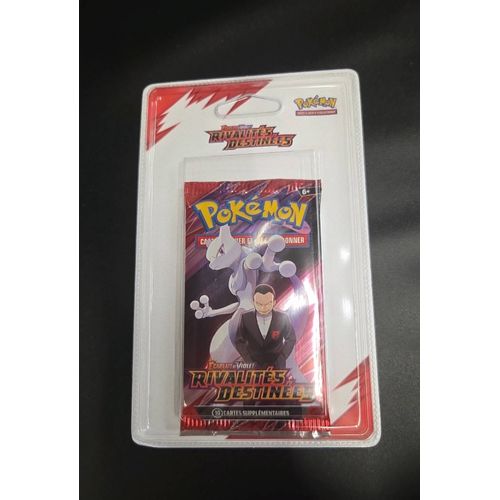 POKÉMON
RIVALITÉS
DESTINÉES
6+
POKÉMON
ÉCARLATE ET VIOLET
RIVALITÉS
DESTINÉES
10 CARTES SUPPLÉMENTAIRES